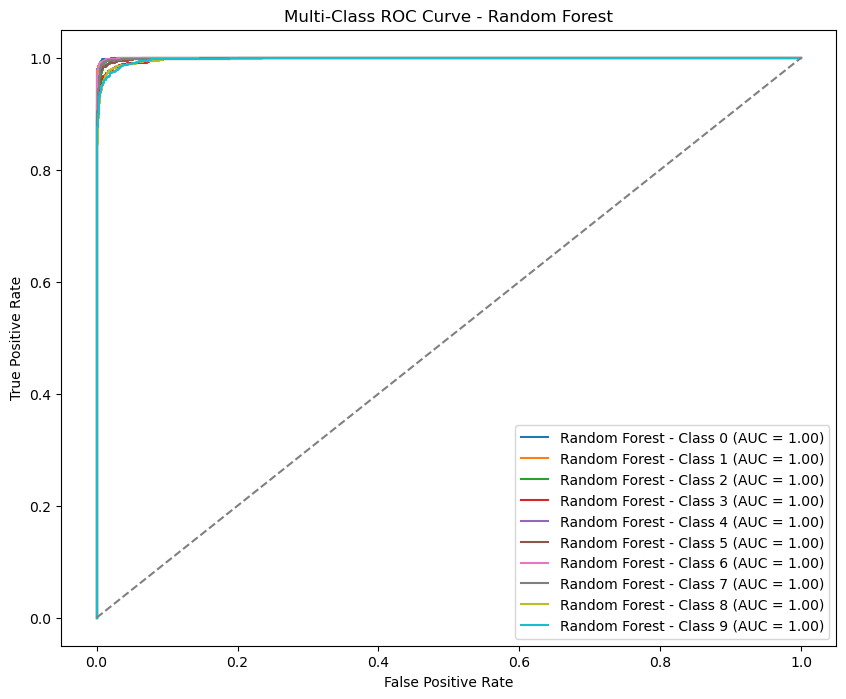 Multi-Class ROC Curve - Random Forest
True Positive Rate
1.0
0.8
0.6
0.4
0.2
0.0
Random Forest - Class 0 (AUC = 1.00)
Random Forest - Class 1 (AUC = 1.00)
Random Forest - Class 2 (AUC = 1.00)
Random Forest - Class 3 (AUC = 1.00)
Random Forest - Class 4 (AUC = 1.00)
Random Forest - Class 5 (AUC = 1.00)
Random Forest - Class 6 (AUC = 1.00)
Random Forest - Class 7 (AUC = 1.00)
Random Forest - Class 8 (AUC = 1.00)
Random Forest - Class 9 (AUC = 1.00)
0.0 0.2 0.4 0.6 0.8 1.0
False Positive Rate